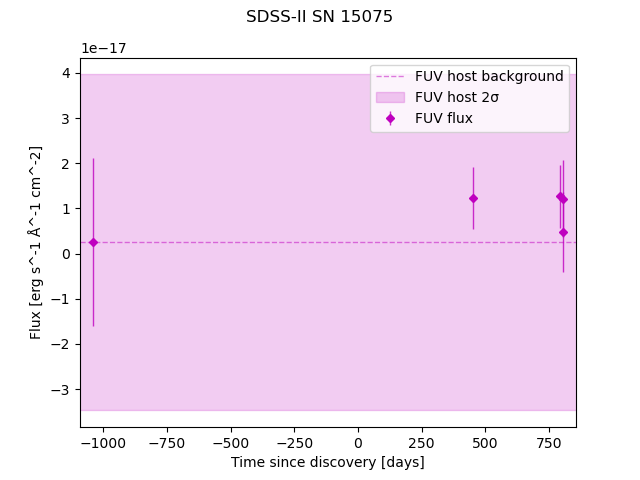 SDSS-II SN 15075
1e−17
FUV host background
FUV host 2σ
FUV flux
4
3
2
1
0
−1
−2
−3
Flux [erg s^-1 Å^-1 cm^-2]
−1000 −750 −500 −250 0 250 500 750
Time since discovery [days]